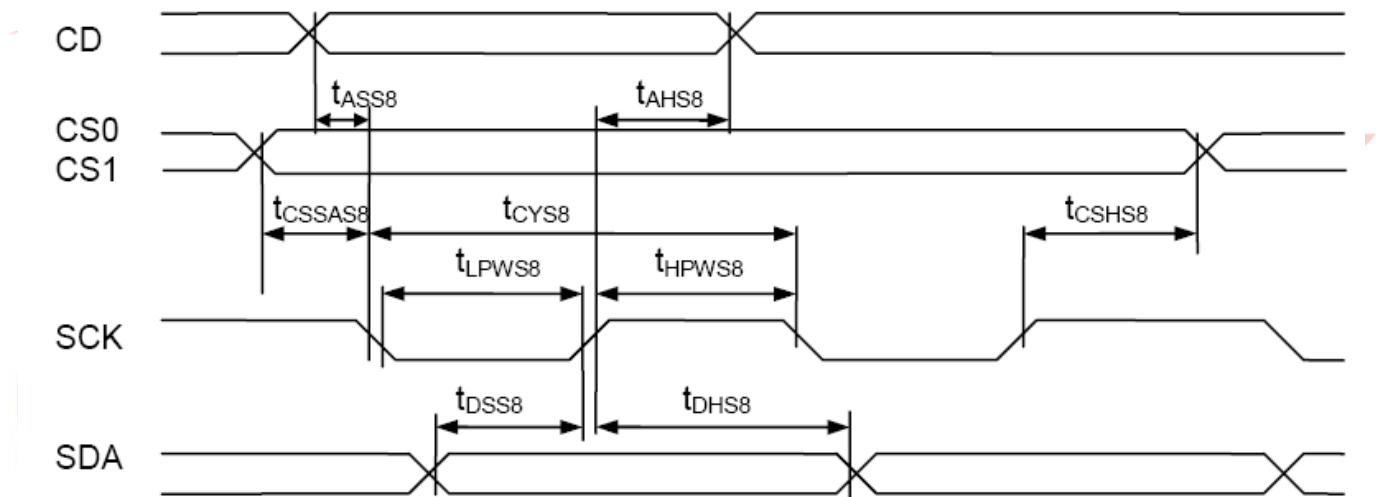 CD
tASS8 tAHS8
CS0
CS1
tCSSAS8 tCYS8 tCSHS8
tLPWS8 tHPWS8
SCK
tDSS8 tDHS8
SDA